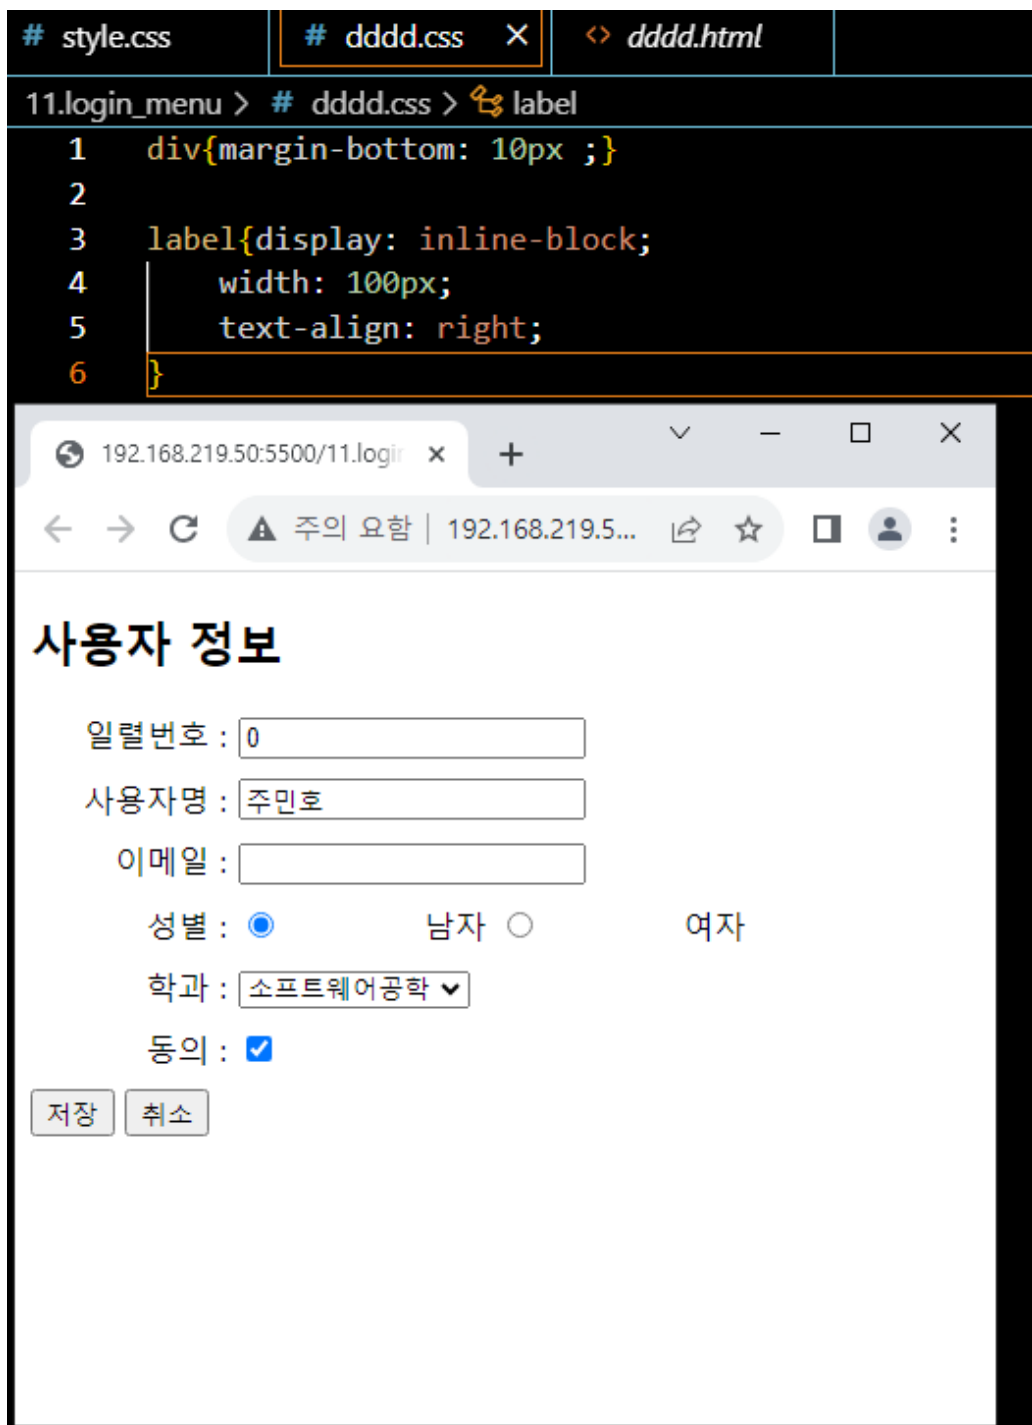 # style.css # dddd.css × <> dddd.html
11.login_menu > # dddd.css > label
1 div{margin-bottom: 10px ;}
2
3 label{display: inline-block;
4 width: 100px;
5 text-align: right;
6 }
192.168.219.50:5500/11.logi × +
주의 요함 | 192.168.219.5...
사용자 정보
일렬번호 : 0
사용자명 : 주민호
이메일 :
성별 : 남자 여자
학과 : 소프트웨어공학
동의 :
저장 취소